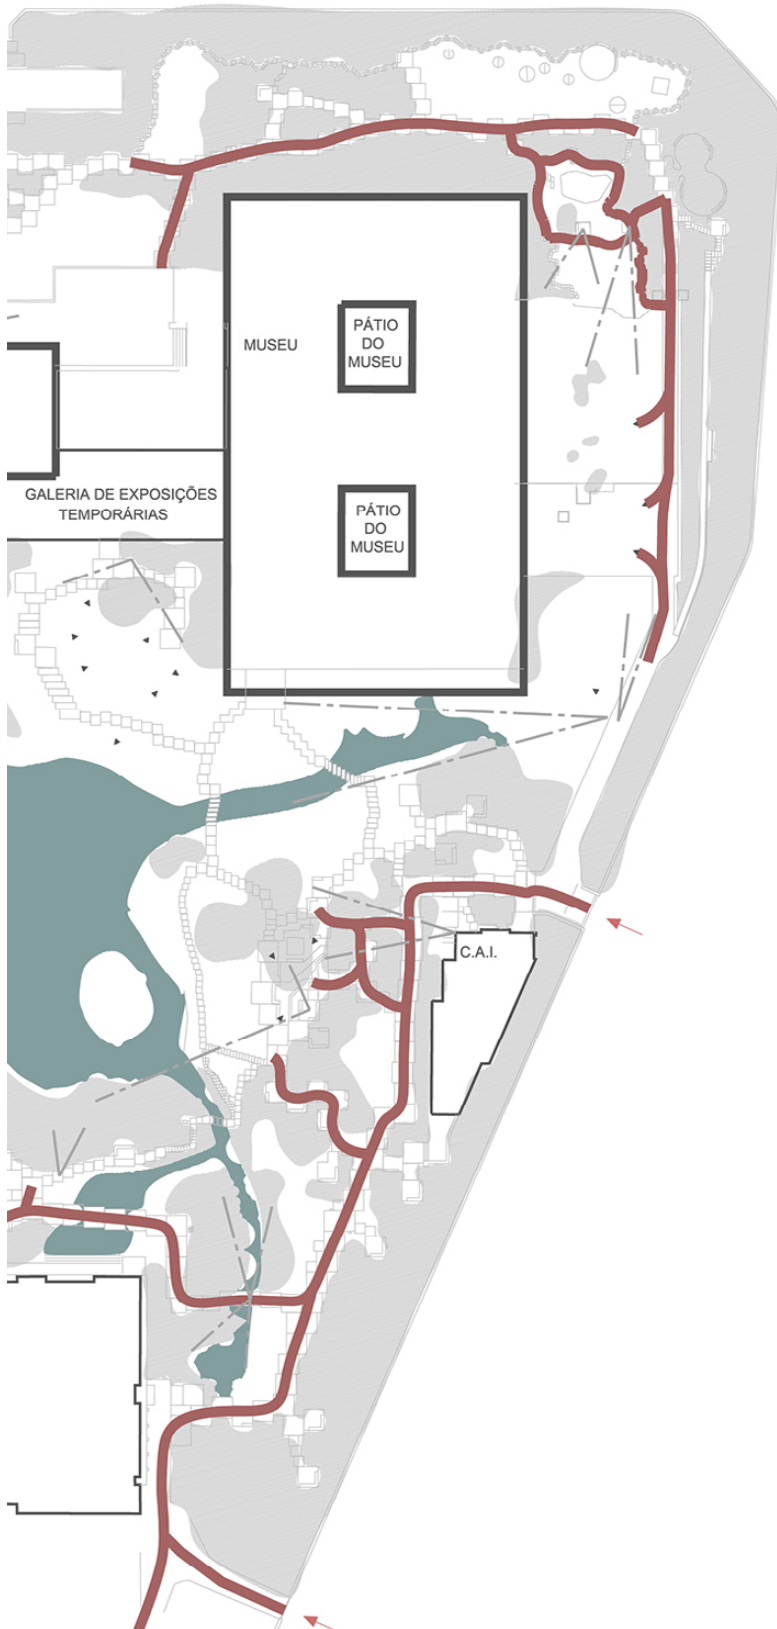 PÁTIO
DO
MUSEU
MUSEU
GALERIA DE EXPOSIÇÕES
TEMPORÁRIAS
PÁTIO
DO
MUSEU
C.A.I.